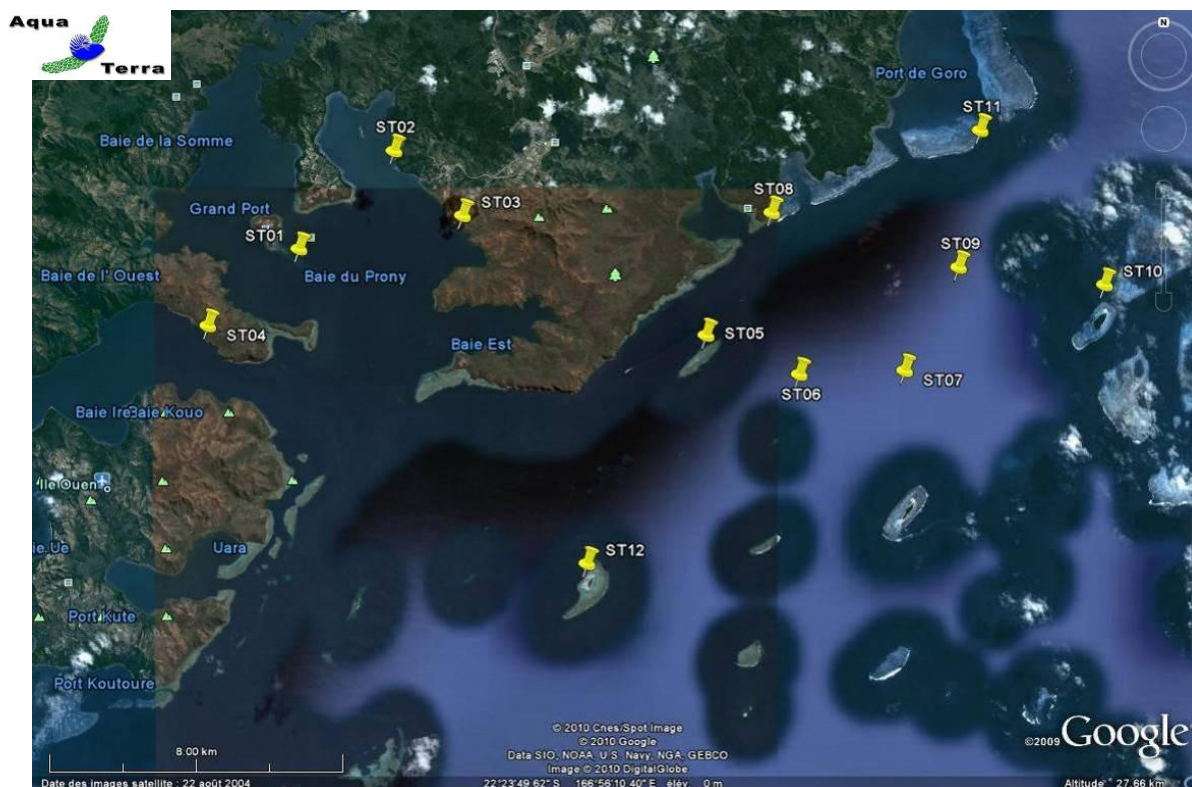 Aqua
Terra
N
Port de Goro
ST11
ST02
Baie de la Somme
ST08
ST03
Grand Port
ST01
ST09
Baie de l' Ouest
Baie du Prony
ST10
ST04
ST05
Baie Est
ST06
ST07
Baie Kouo
Ile Ouen
Uara
ST12
Port Kute
Port Koutoure
8.00 km
© 2010 Cnes/Spot Image
© 2010 Google
Data SIO, NOAA, U.S. Navy, NGA, GEBCO
Image © 2010 DigitalGlobe
©2009 Google
Date des images satellite : 22 août 2004
22°23'49.62" S 166°56'10.40" E élév. 0 m
Altitude 27.66 km